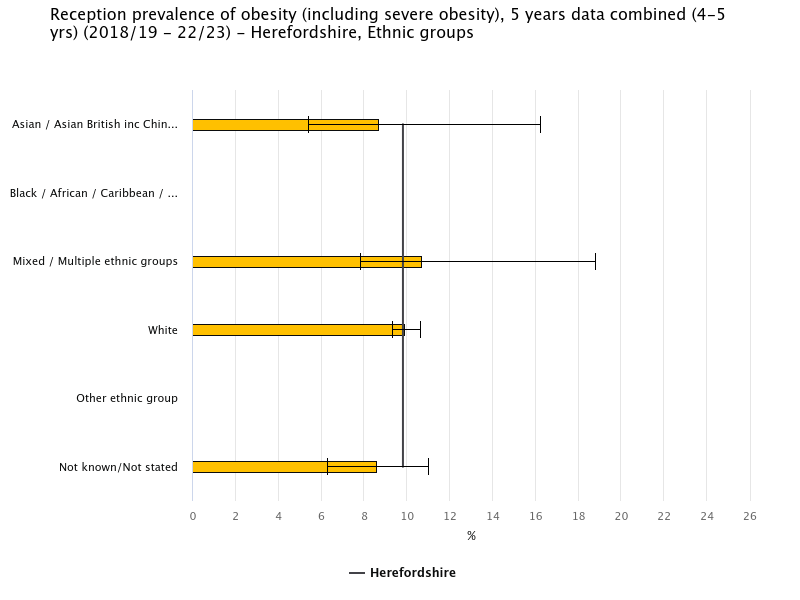 Reception prevalence of obesity (including severe obesity), 5 years data combined (4-5
yrs) (2018/19 - 22/23) - Herefordshire, Ethnic groups
Asian / Asian British inc Chin...
Black / African / Caribbean / ...
Mixed / Multiple ethnic groups
White
Other ethnic group
Not known/Not stated
0 2 4 6 8 10 12 14 16 18 20 22 24 26
%
Herefordshire